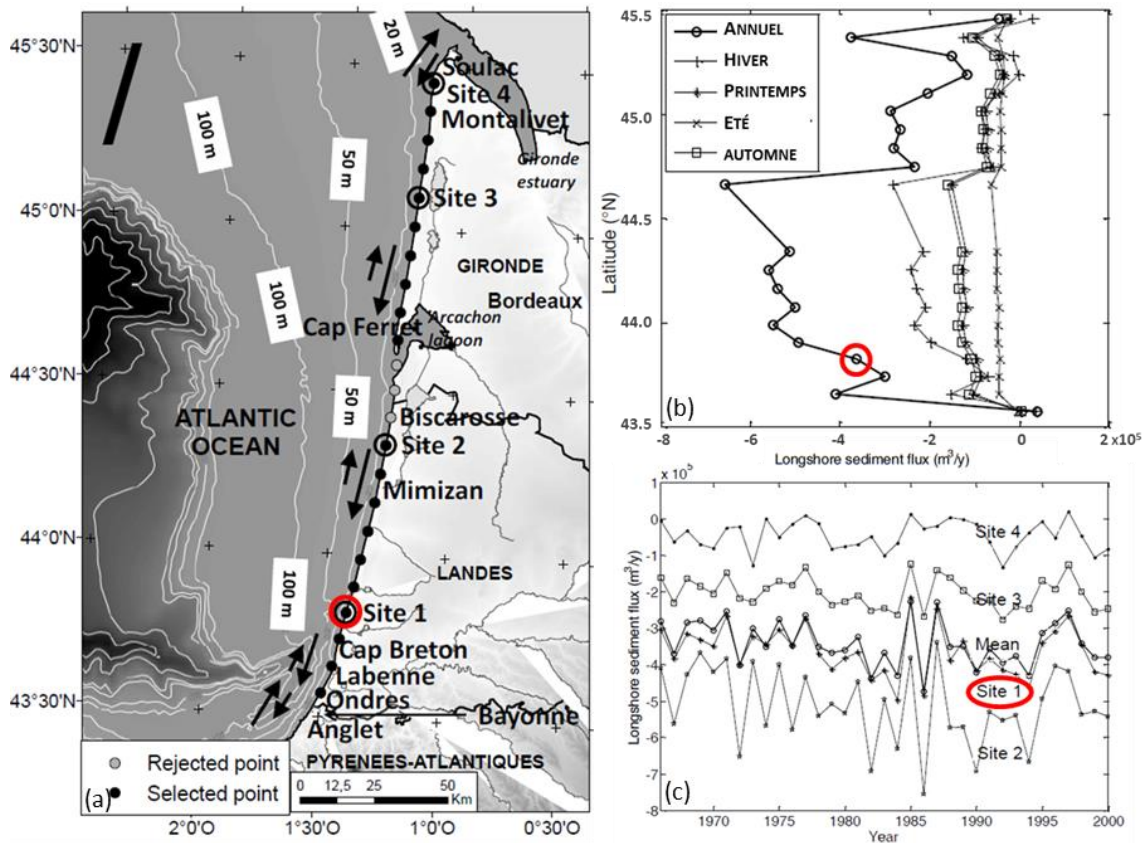 45°30'N
45°0'N
44°30'N
44°0'N
43°30'N
20 m
100 m
50 m
100 m
50 m
100 m
Soulac
Site 4
Montalivet
Gironde
estuary
Site 3
GIRONDE
Bordeaux
Cap Ferret
Arcachon
lagoon
ATLANTIC
OCEAN
Biscarosse
Site 2
Mimizan
LANDES
Site 1
Cap Breton
Labenne
Ondres
Bayonne
Anglet
PYRENEES-ATLANTIQUES
Rejected point
Selected point
(a)
0 12,5 25 50
Km
2°0'O 1°30'O 1°0'O 0°30'O
ANNUEL
HIVER
PRINTEMPS
ETÉ
AUTOMNE
45.5
45.0
44.5
44.0
43.5
Latitude (°N)
(b)
-8 -6 -4 -2 0 2 x 10⁵
Longshore sediment flux (m³/y)
x 10⁵
1
0
-1
-2
-3
-4
-5
-6
-7
-8
Longshore sediment flux (m³/y)
Site 4
Site 3
Mean
Site 1
Site 2
(c)
1970 1975 1980 1985 1990 1995 2000
Year